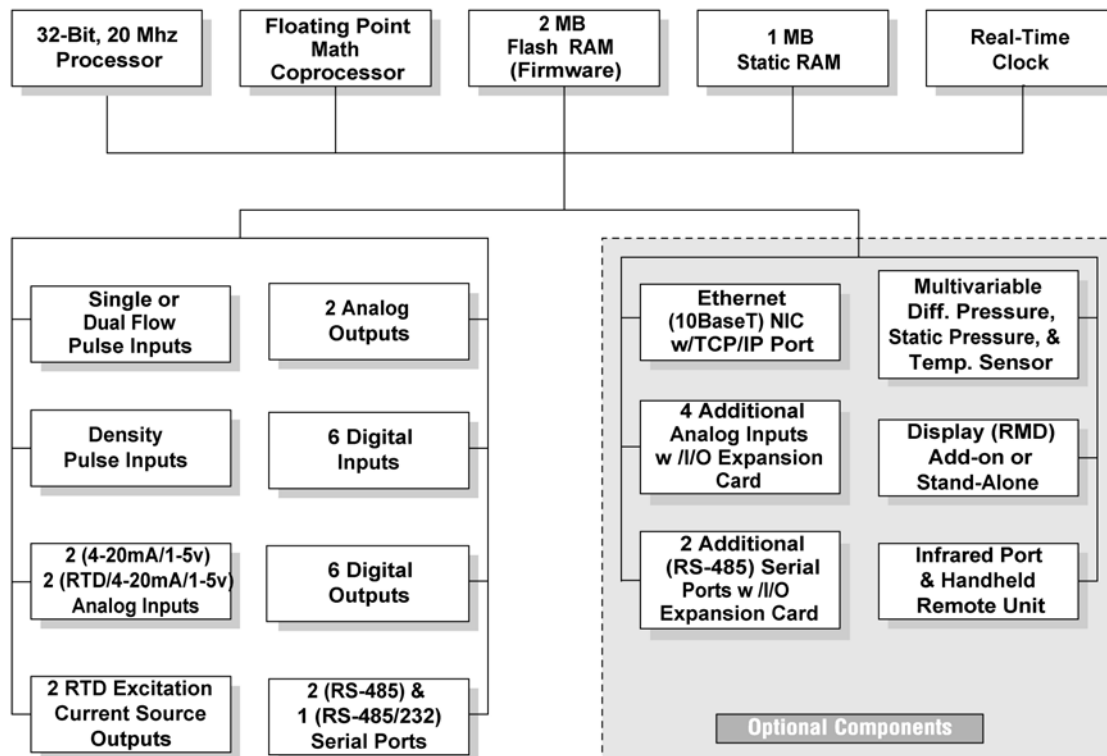 32-Bit, 20 Mhz
Processor
Floating Point
Math
Coprocessor
2 MB
Flash RAM
(Firmware)
1 MB
Static RAM
Real-Time
Clock
Single or
Dual Flow
Pulse Inputs
2 Analog
Outputs
Density
Pulse Inputs
6 Digital
Inputs
2 (4-20mA/1-5v)
2 (RTD/4-20mA/1-5v)
Analog Inputs
6 Digital
Outputs
2 RTD Excitation
Current Source
Outputs
2 (RS-485) &
1 (RS-485/232)
Serial Ports
Ethernet
(10BaseT) NIC
w/TCP/IP Port
Multivariable
Diff. Pressure,
Static Pressure, &
Temp. Sensor
4 Additional
Analog Inputs
w /I/O Expansion
Card
Display (RMD)
Add-on or
Stand-Alone
2 Additional
(RS-485) Serial
Ports w /I/O
Expansion Card
Infrared Port
& Handheld
Remote Unit
Optional Components